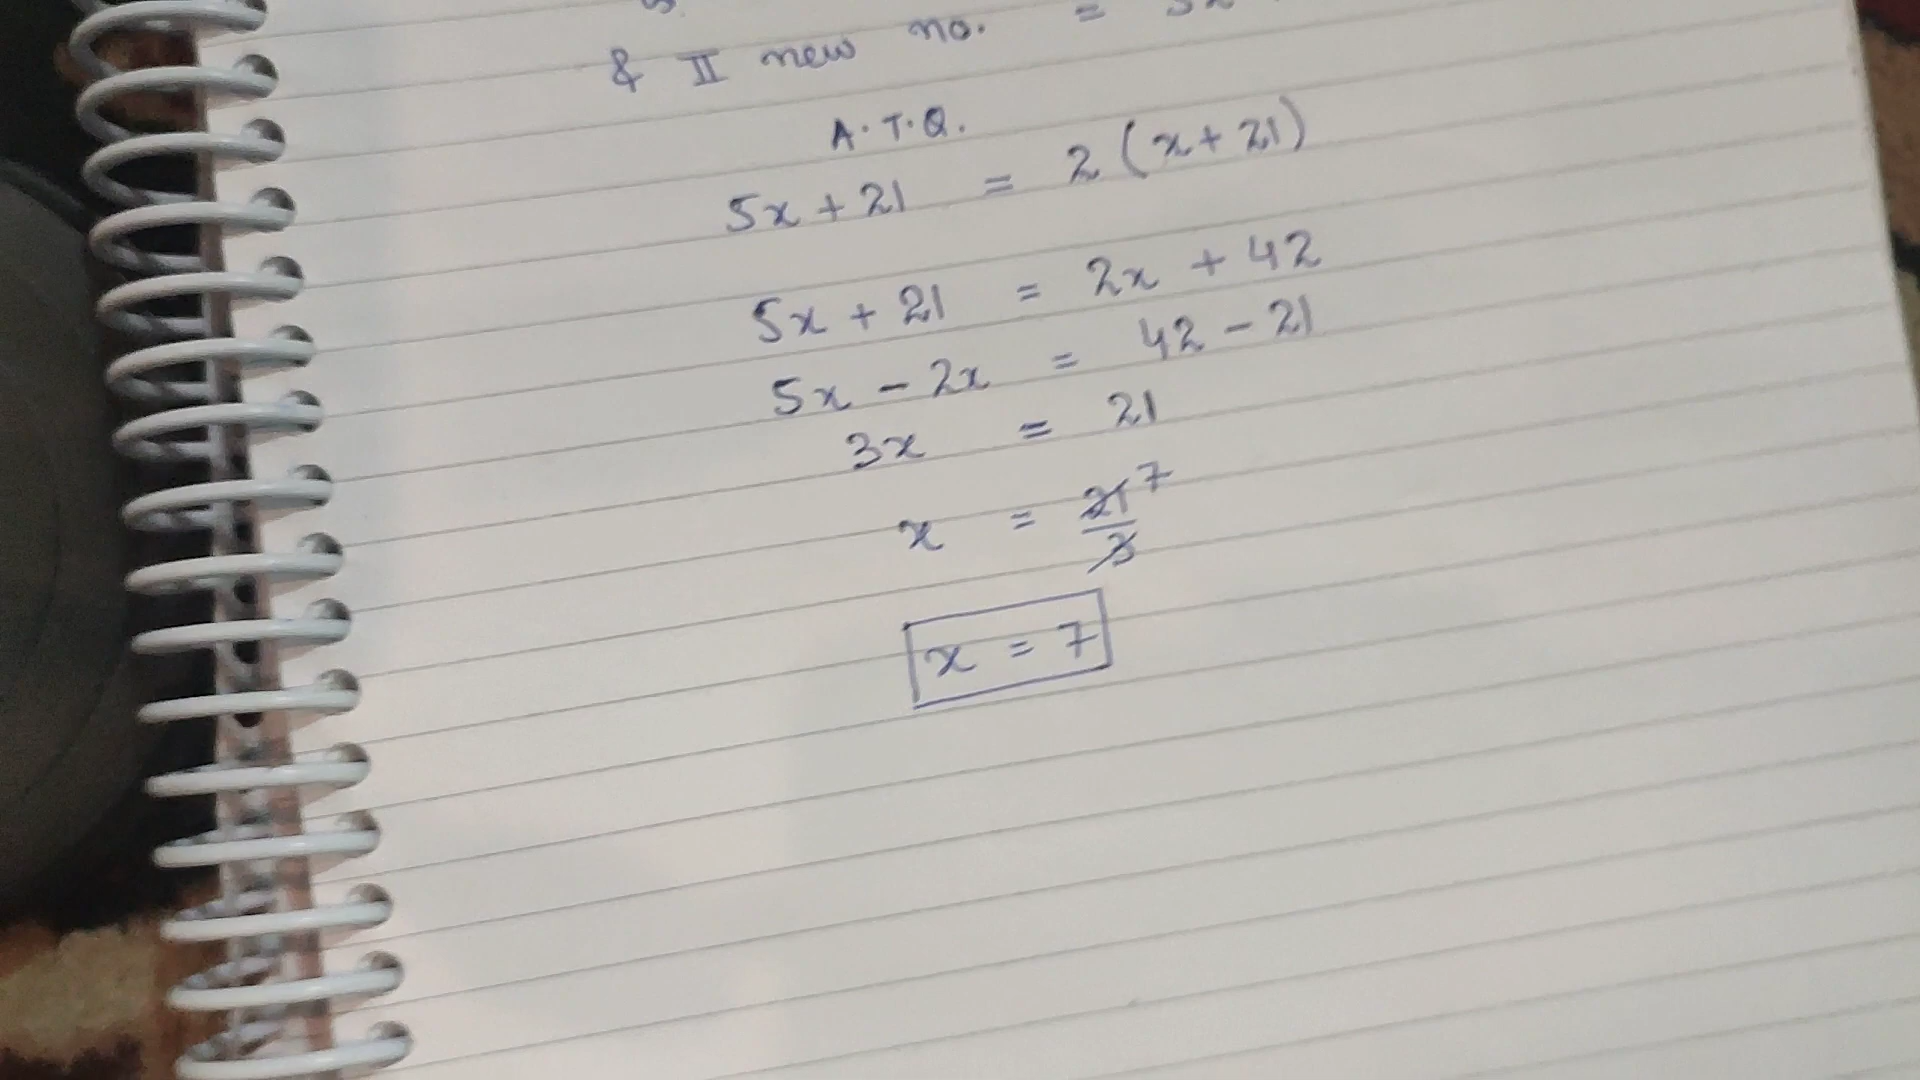 & II new no. = 5x
A.T.Q.
5x + 21 = 2 (x + 21)
5x + 21 = 2x + 42
5x - 2x = 42 - 21
3x = 21
x = 21/3 7
x = 7